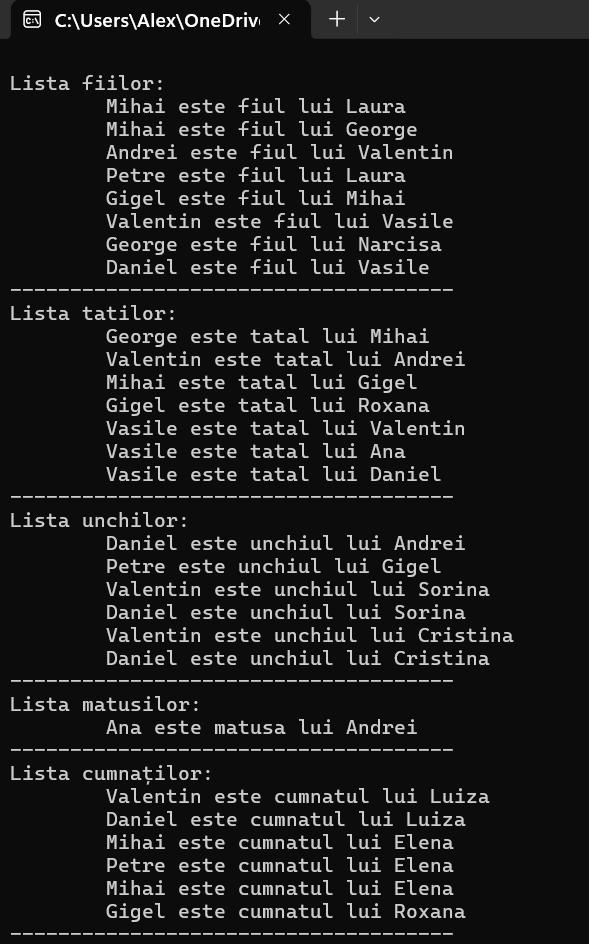 C:\Users\Alex\OneDriv
Lista fiilor:
Mihai este fiul lui Laura
Mihai este fiul lui George
Andrei este fiul lui Valentin
Petre este fiul lui Laura
Gigel este fiul lui Mihai
Valentin este fiul lui Vasile
George este fiul lui Narcisa
Daniel este fiul lui Vasile
-------------------------------------
Lista tatilor:
George este tatal lui Mihai
Valentin este tatal lui Andrei
Mihai este tatal lui Gigel
Gigel este tatal lui Roxana
Vasile este tatal lui Valentin
Vasile este tatal lui Ana
Vasile este tatal lui Daniel
-------------------------------------
Lista unchilor:
Daniel este unchiul lui Andrei
Petre este unchiul lui Gigel
Valentin este unchiul lui Sorina
Daniel este unchiul lui Sorina
Valentin este unchiul lui Cristina
Daniel este unchiul lui Cristina
-------------------------------------
Lista matusilor:
Ana este matusa lui Andrei
-------------------------------------
Lista cumnaților:
Valentin este cumnatul lui Luiza
Daniel este cumnatul lui Luiza
Mihai este cumnatul lui Elena
Petre este cumnatul lui Elena
Mihai este cumnatul lui Elena
Gigel este cumnatul lui Roxana
-------------------------------------